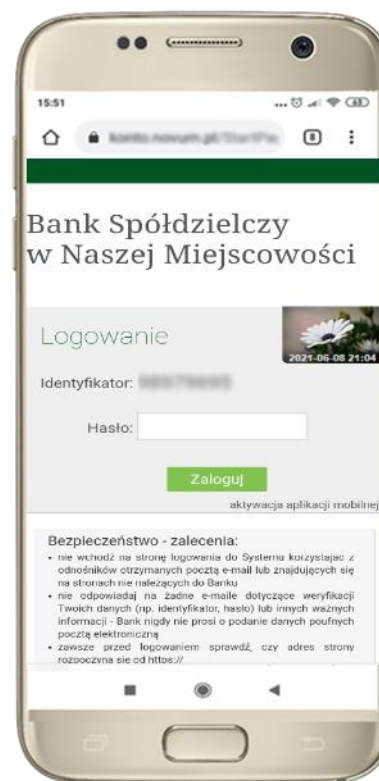 15:51
63
8
Bank Spółdzielczy
w Naszej Miejscowości
Logowanie
2021-06-08 21:04
Identyfikator:
Hasło:
Zaloguj
aktywacja aplikacji mobilnej
Bezpieczeństwo - zalecenia:
• nie wchodź na stronę logowania do Systemu korzystając z
odnośników otrzymanych pocztą e-mail lub znajdujących się
na stronach nie należących do Banku
• nie odpowiadaj na żadne e-maile dotyczące weryfikacji
Twoich danych (np. identyfikator, hasło) lub innych ważnych
informacji - Bank nigdy nie prosi o podanie danych poufnych
pocztą elektroniczną
• zawsze przed logowaniem sprawdź, czy adres strony
rozpoczyna się od https://